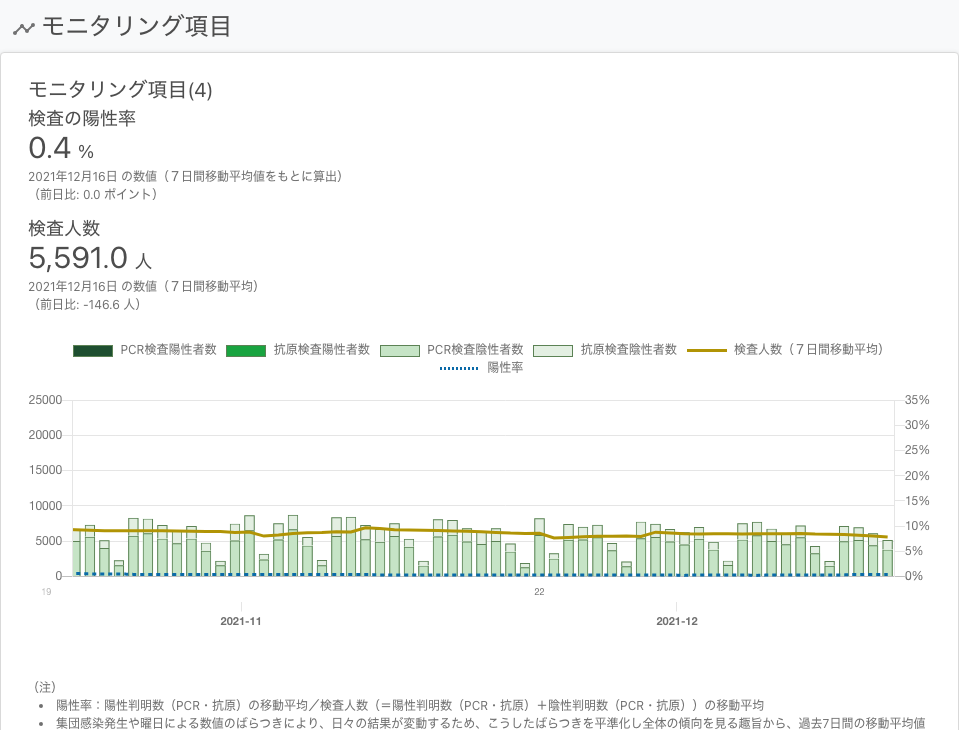 モニタリング項目
モニタリング項目(4)
検査の陽性率
0.4 %
2021年12月16日 の数値（７日間移動平均値をもとに算出）
（前日比: 0.0 ポイント）
検査人数
5,591.0 人
2021年12月16日 の数値（７日間移動平均）
（前日比: -146.6 人）
PCR検査陽性者数 抗原検査陽性者数 PCR検査陰性者数 抗原検査陰性者数 検査人数（７日間移動平均）
陽性率
25000 35%
30%
20000
25%
15000 20%
15%
10000
10%
5000
5%
0 0%
19 22
2021-11 2021-12
（注）
• 陽性率：陽性判明数（PCR・抗原）の移動平均／検査人数（＝陽性判明数（PCR・抗原）＋陰性判明数（PCR・抗原））の移動平均
• 集団感染発生や曜日による数値のばらつきにより、日々の結果が変動するため、こうしたばらつきを平準化し全体の傾向を見る趣旨から、過去7日間の移動平均値